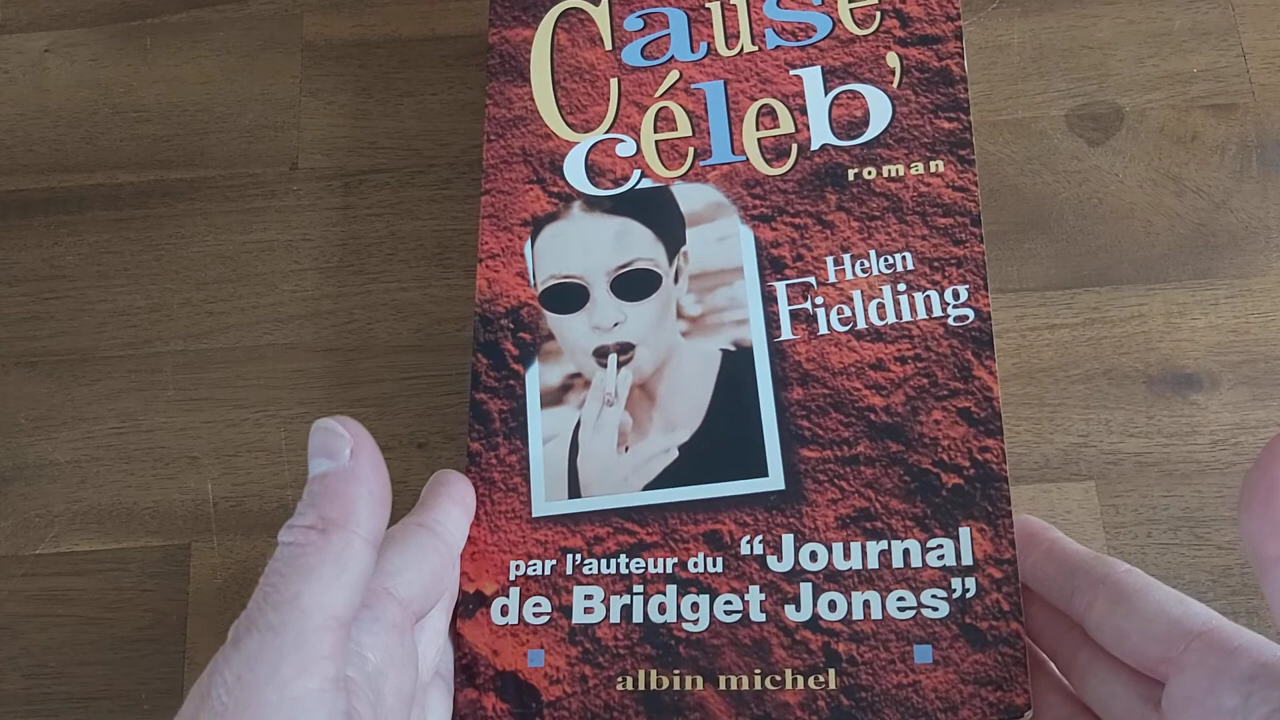 Cause
céleb'
roman
Helen
Fielding
par l'auteur du "Journal
de Bridget Jones"
albin michel